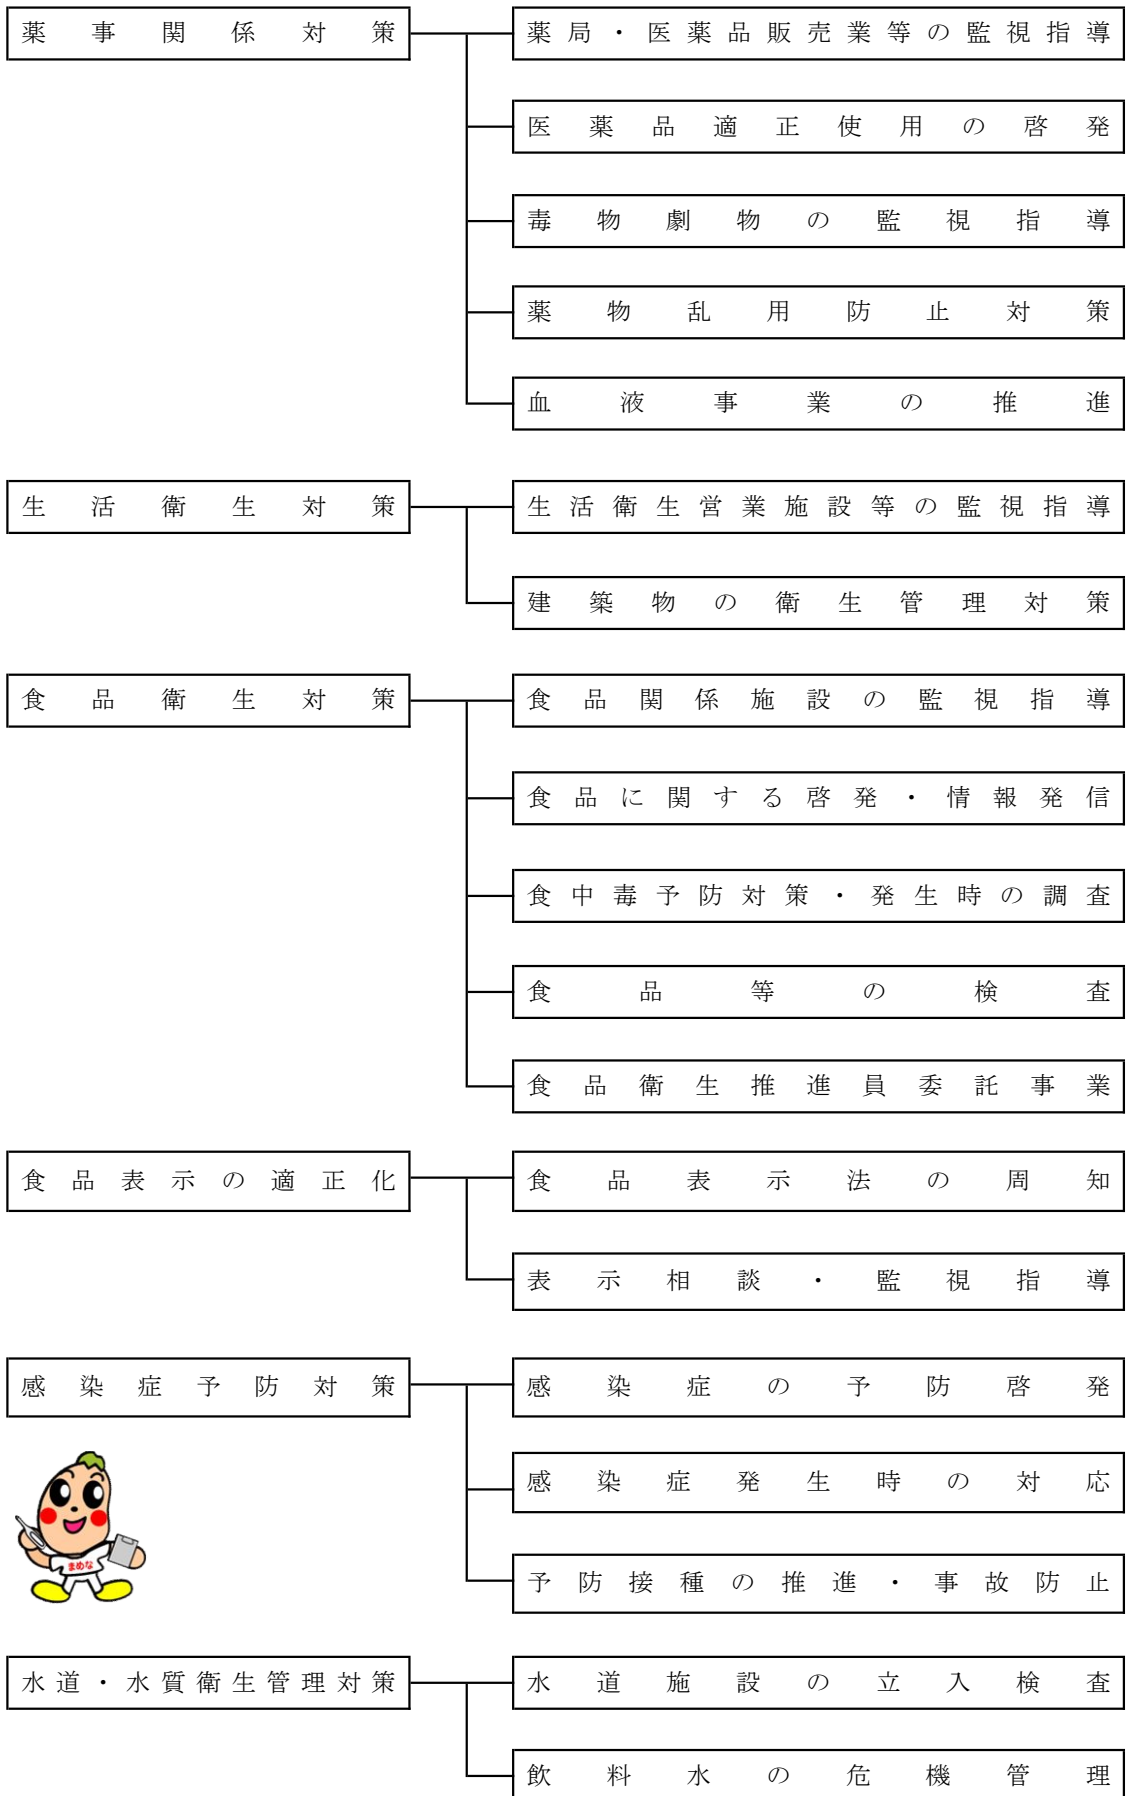 薬事関係対策
薬局・医薬品販売業等の監視指導
医薬品適正使用の啓発
毒物劇物の監視指導
薬物乱用防止対策
血液事業の推進
生活衛生対策
生活衛生営業施設等の監視指導
建築物の衛生管理対策
食品衛生対策
食品関係施設の監視指導
食品に関する啓発・情報発信
食中毒予防対策・発生時の調査
食品等の検査
食品衛生推進員委託事業
食品表示の適正化
食品表示法の周知
表示相談・監視指導
感染症予防対策
感染症の予防啓発
感染症発生時の対応
予防接種の推進・事故防止
まめな
水道・水質衛生管理対策
水道施設の立入検査
飲料水の危機管理